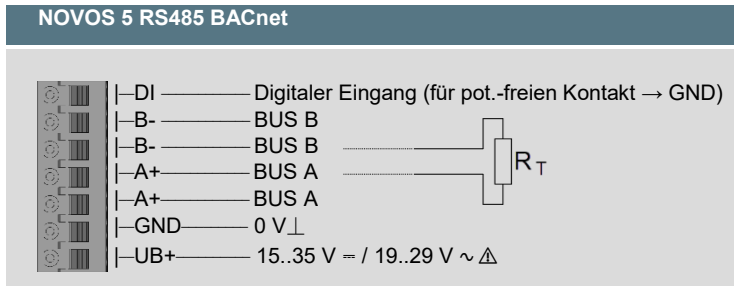 NOVOS 5 RS485 BACnet
DI Digitaler Eingang (für pot.-freien Kontakt → GND)
B- BUS B
B- BUS B
A+ BUS A
A+ BUS A
GND 0 V⊥
UB+ 15..35 V ⎓ / 19..29 V ~ ⚠
RT